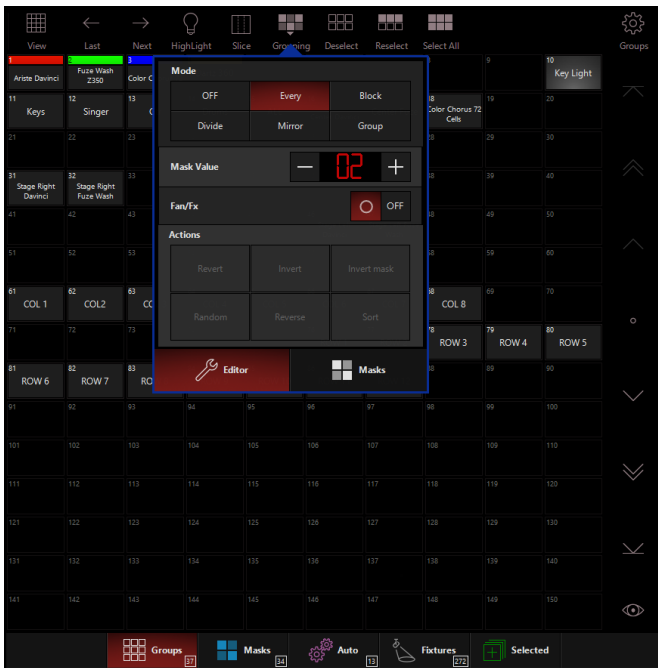 View Last Next HighLight Slice Grouping Deselect Reselect Select All Groups
1 2 3 9 10
Ariste Davinci Fuze Wash Z350 Color C Key Light
Mode
OFF Every Block
Divide Mirror Group
11 12 13 18 19 20
Keys Singer Color Chorus 72 Cells
21 22 23 28 29 30
Mask Value 02
31 32 33 38 39 40
Stage Right Davinci Stage Right Fuze Wash
Fan/Fx OFF
41 42 43 48 49 50
Actions
Revert Invert Invert mask
51 52 53 58 59 60
61 62 63 68 69 70
COL 1 COL2 CO COL 8
Random Reverse Sort
71 72 73 78 79 80
ROW 3 ROW 4 ROW 5
Editor Masks
81 82 83 88 89 90
ROW 6 ROW 7 RO
91 92 93 94 95 96 97 98 99 100
101 102 103 104 105 106 107 108 109 110
111 112 113 114 115 116 117 118 119 120
121 122 123 124 125 126 127 128 129 130
131 132 133 134 135 136 137 138 139 140
141 142 143 144 145 146 147 148 149 150
Groups 37 Masks 34 Auto 13 Fixtures 272 Selected